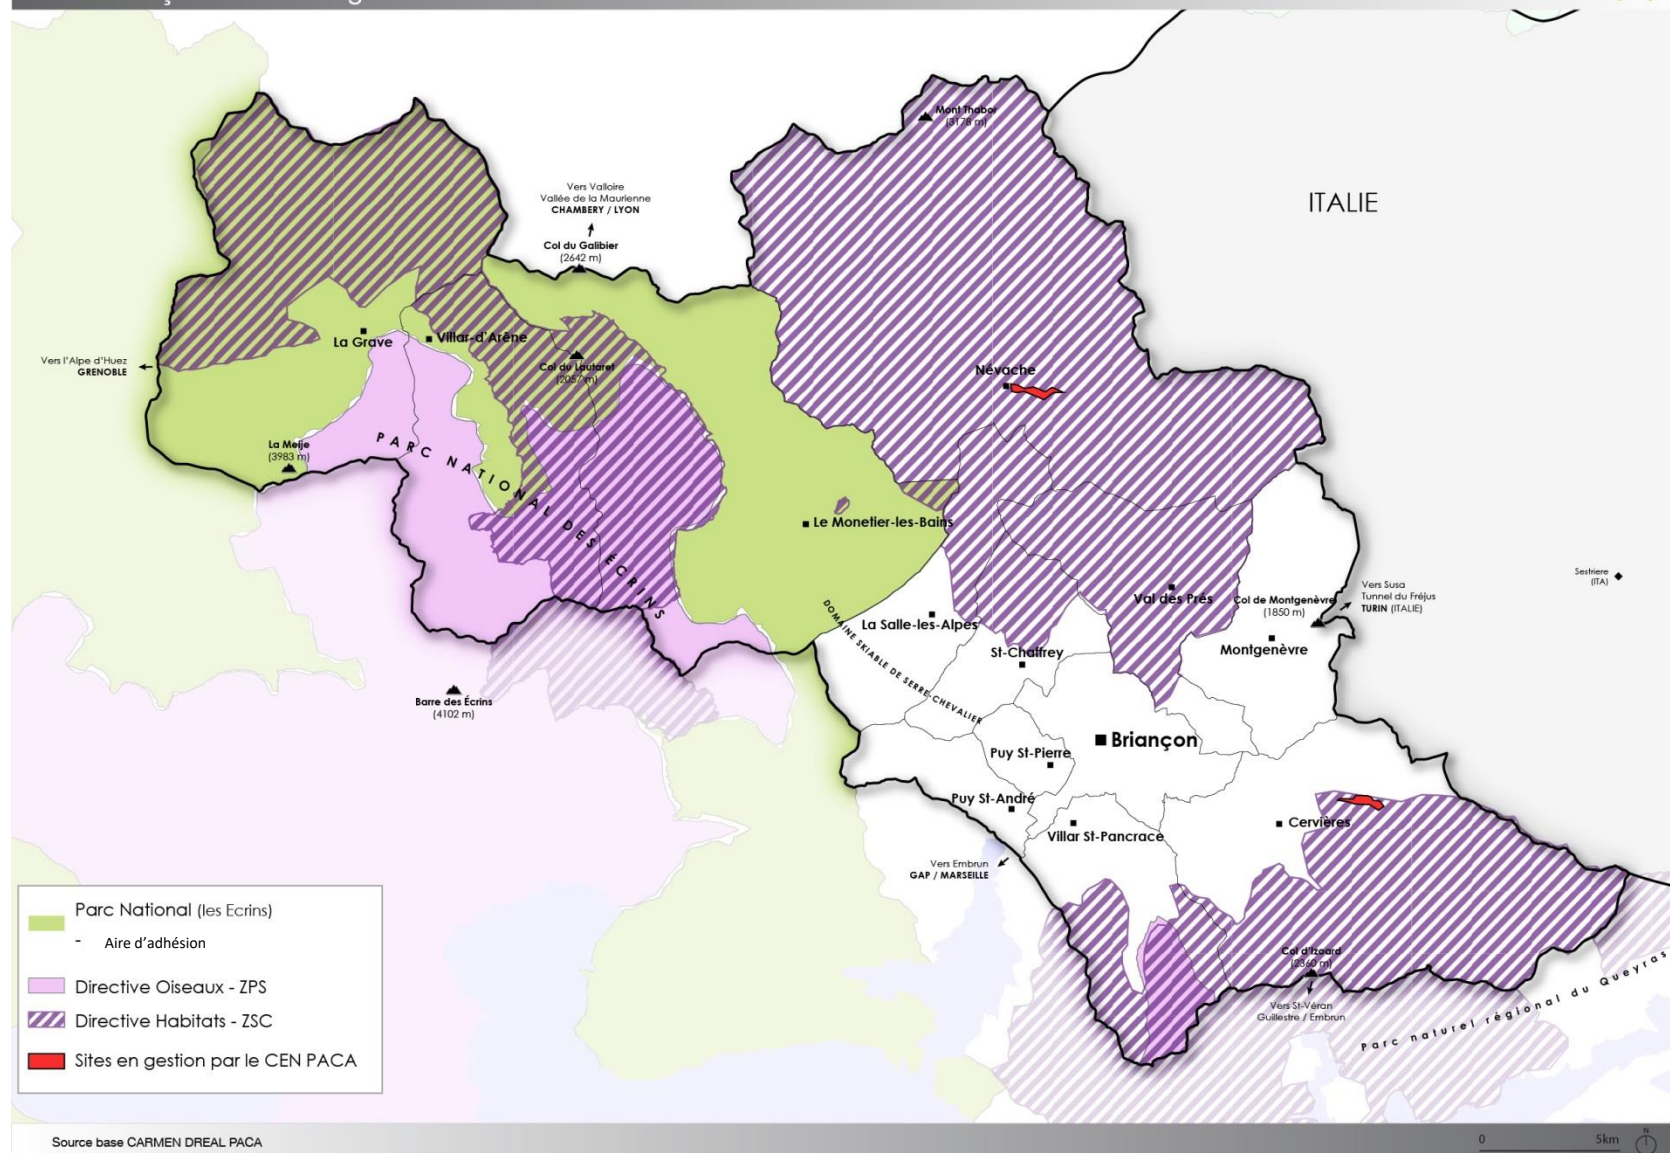 Mont Thabor
(3178 m)
ITALIE
Vers Valloire
Vallée de la Maurienne
CHAMBERY / LYON
Col du Galibier
(2642 m)
La Grave
Villar-d'Arêne
Vers l'Alpe d'Huez
GRENOBLE
Col du Lautaret
(2057 m)
Névache
La Meije
(3983 m)
PARC NATIONAL DES ÉCRINS
Le Monetier-les-Bains
Sestriere
(ITA)
Vers Susa
Tunnel du Fréjus
TURIN (ITALIE)
Val des Prés
Col de Montgenèvre
(1850 m)
DOMAINE SKIABLE DE SERRE-CHEVALIER
La Salle-les-Alpes
St-Chaffrey
Montgenèvre
Barre des Écrins
(4102 m)
Briançon
Puy St-Pierre
Puy St-André
Villar St-Pancrace
Cervières
Vers Embrun
GAP / MARSEILLE
Col d'Izoard
(2360 m)
Vers St-Véran
Guillestre / Embrun
Parc naturel régional du Queyras
Parc National (les Ecrins)
- Aire d'adhésion
Directive Oiseaux - ZPS
Directive Habitats - ZSC
Sites en gestion par le CEN PACA
Source base CARMEN DREAL PACA
0 5km
N